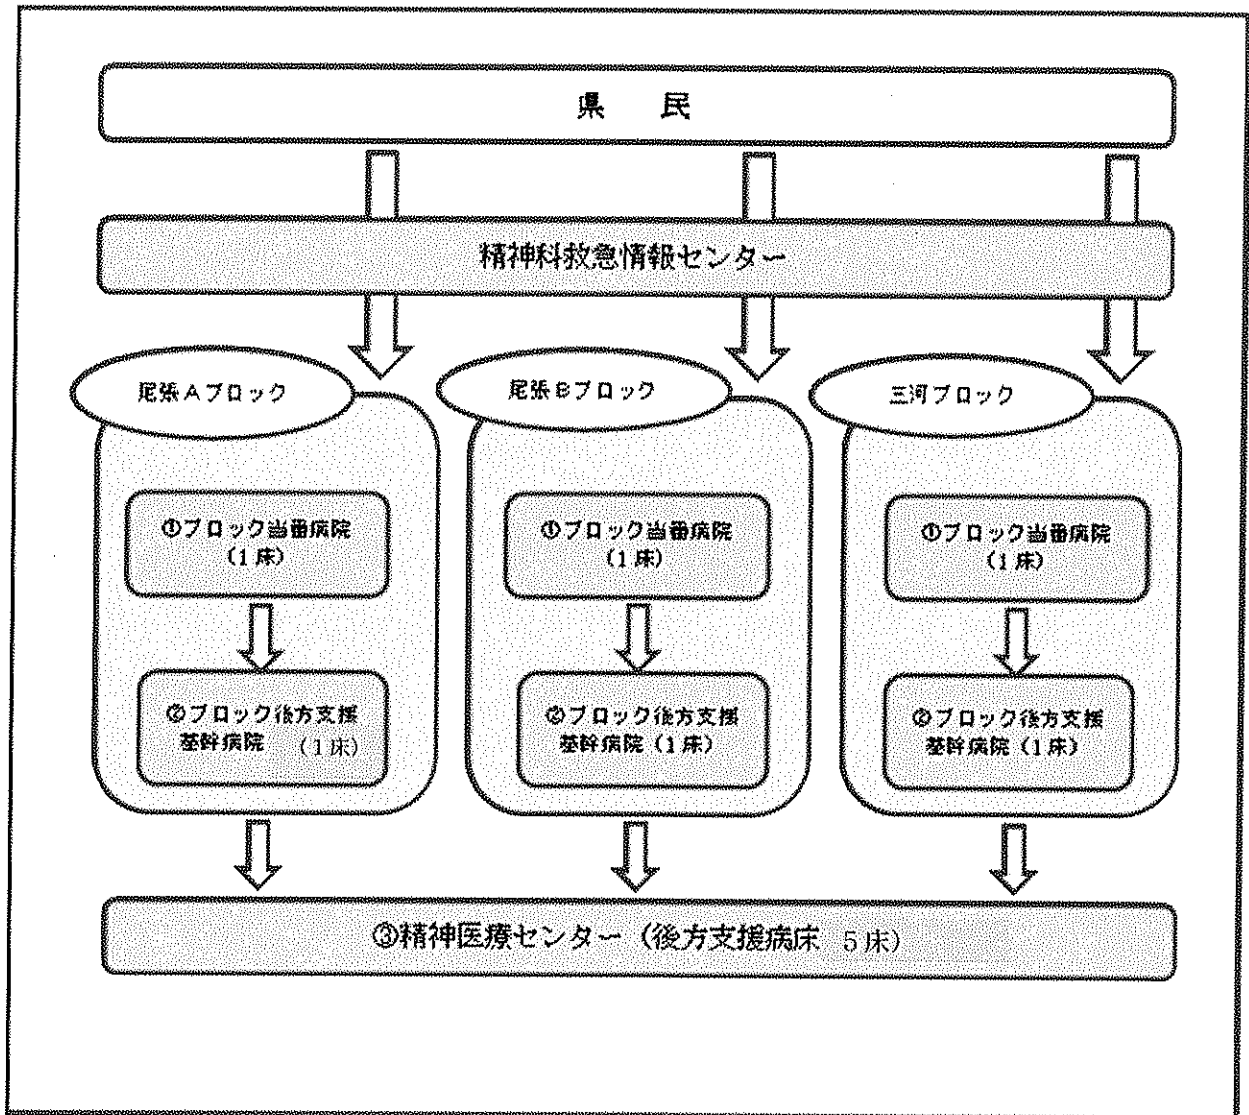 県 民
精神科救急情報センター
尾張Aブロック
尾張Bブロック
三河ブロック
①ブロック当番病院
(1床)
①ブロック当番病院
(1床)
①ブロック当番病院
(1床)
②ブロック後方支援
基幹病院 (1床)
②ブロック後方支援
基幹病院(1床)
②ブロック後方支援
基幹病院(1床)
③精神医療センター(後方支援病床 5床)